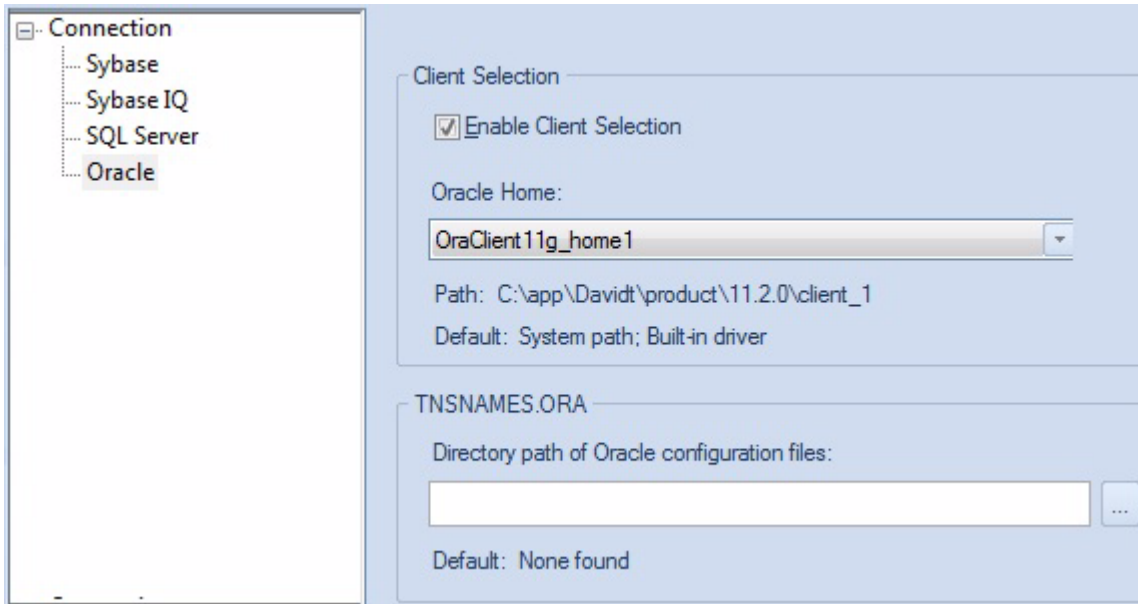 Connection
Sybase
Sybase IQ
SQL Server
Oracle
Client Selection
Enable Client Selection
Oracle Home:
OraClient11g_home1
Path: C:\app\Davidt\product\11.2.0\client_1
Default: System path; Built-in driver
TNSNAMES.ORA
Directory path of Oracle configuration files:
...
Default: None found